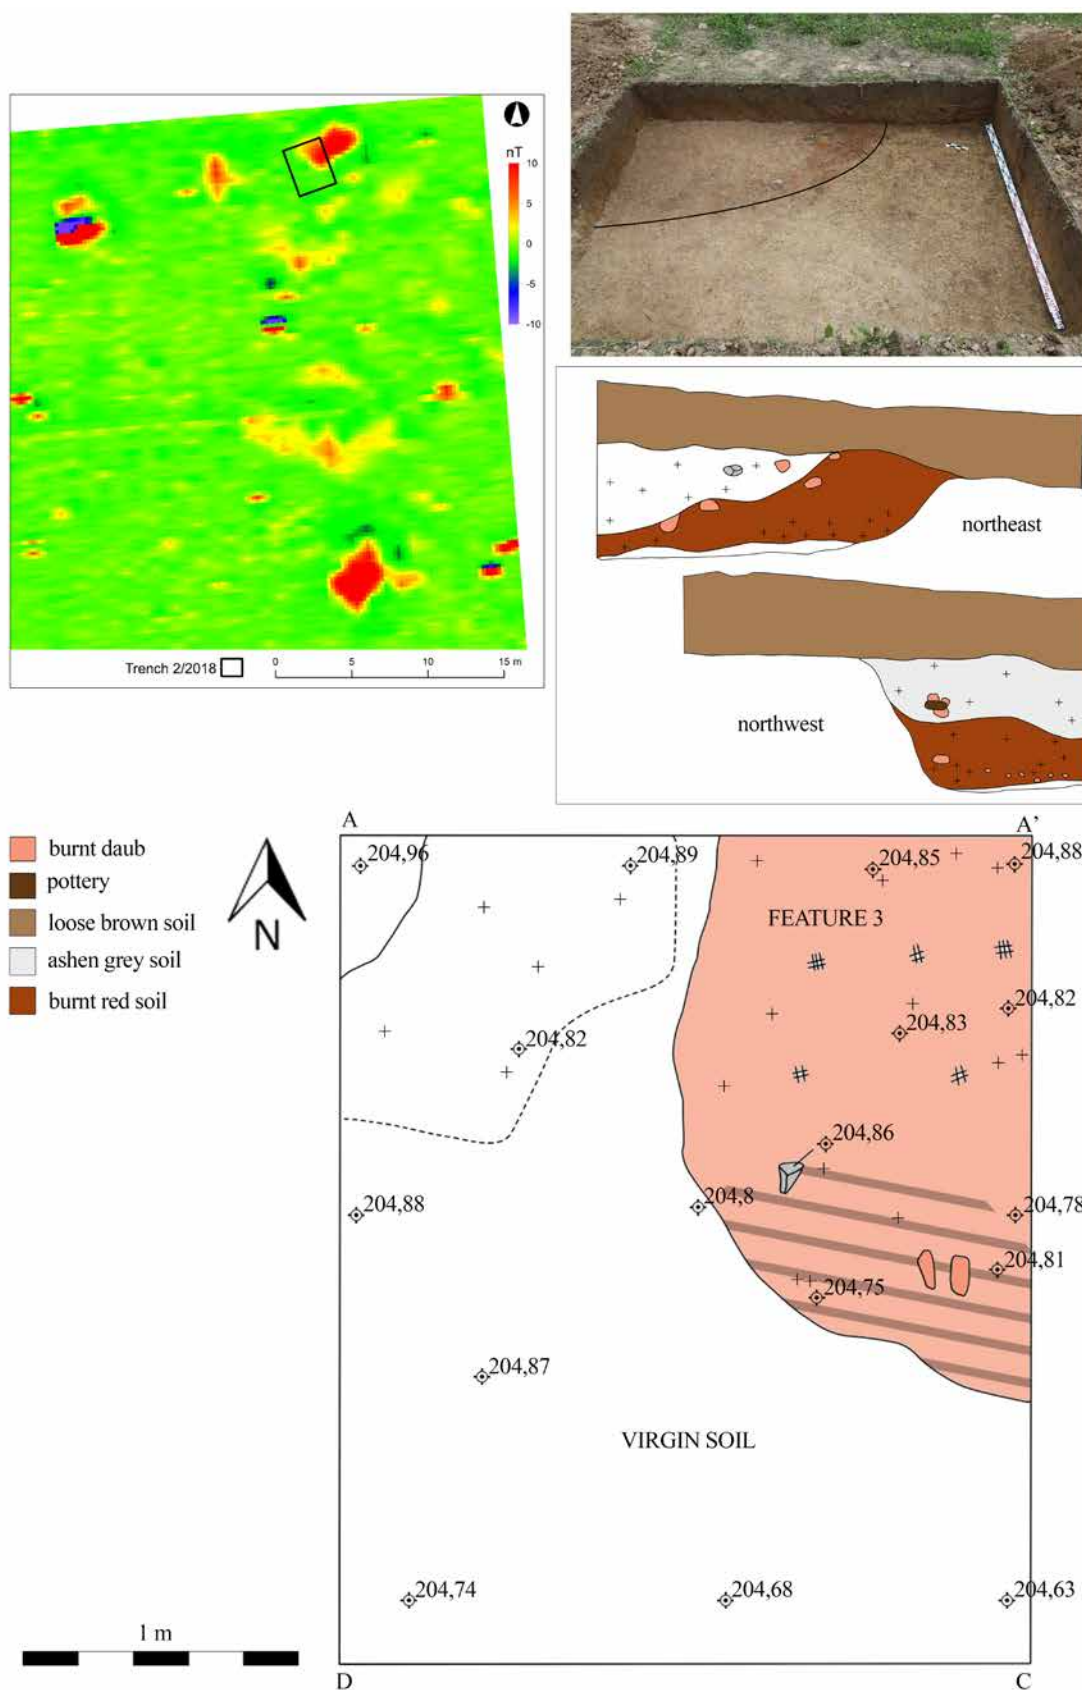 nT
10
5
0
-5
-10
Trench 2/2018
0 5 10 15 m
northeast
northwest
burnt daub
pottery
loose brown soil
ashen grey soil
burnt red soil
N
A A’
204,96 204,89 204,85 204,88
FEATURE 3
204,82 204,83 204,82
204,86
204,88 204,8 204,78
204,81
204,75
204,87
VIRGIN SOIL
204,74 204,68 204,63
1 m
D C